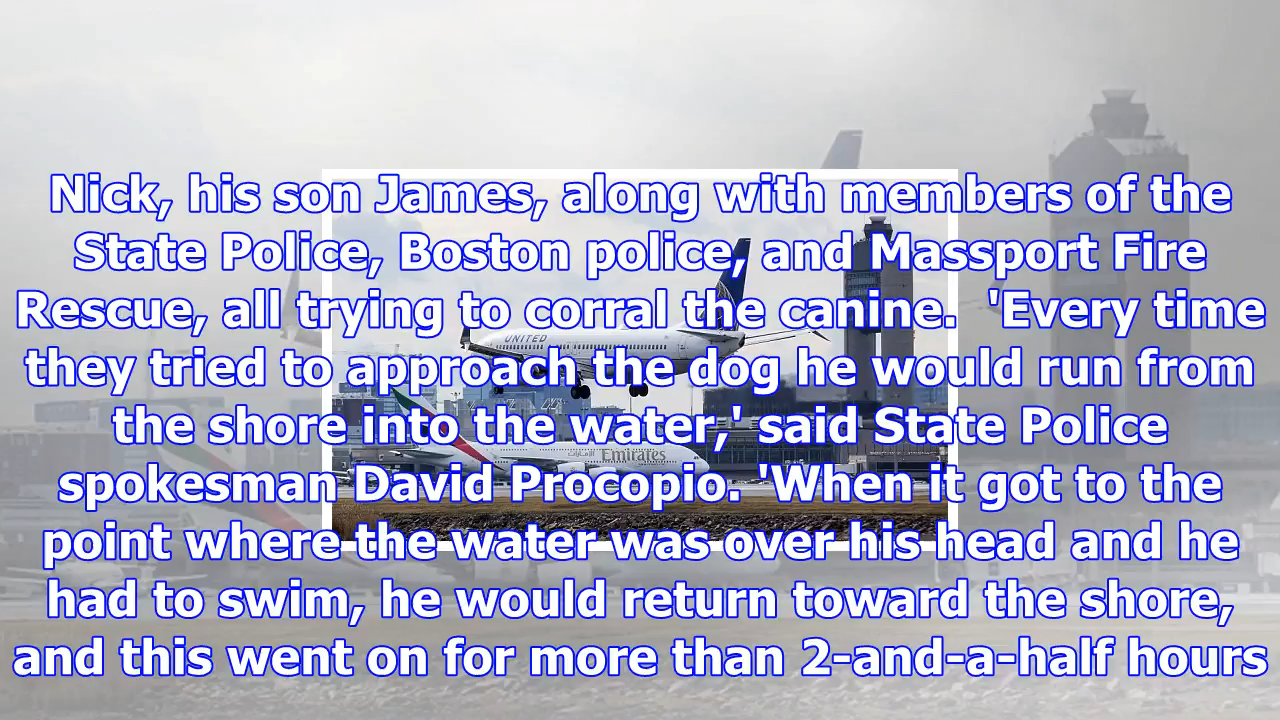 Nick, his son James, along with members of the
State Police, Boston police, and Massport Fire
Rescue, all trying to corral the canine.  'Every time
they tried to approach the dog he would run from
the shore into the water,' said State Police
spokesman David Procopio. 'When it got to the
point where the water was over his head and he
had to swim, he would return toward the shore,
and this went on for more than 2-and-a-half hours
UNITED
Emirates